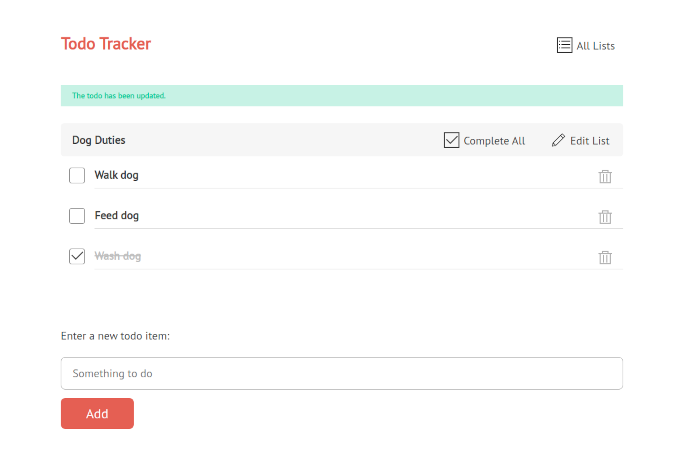 Todo Tracker
All Lists
The todo has been updated.
Dog Duties
Complete All
Edit List
Walk dog
Feed dog
Wash dog
Enter a new todo item:
Something to do
Add